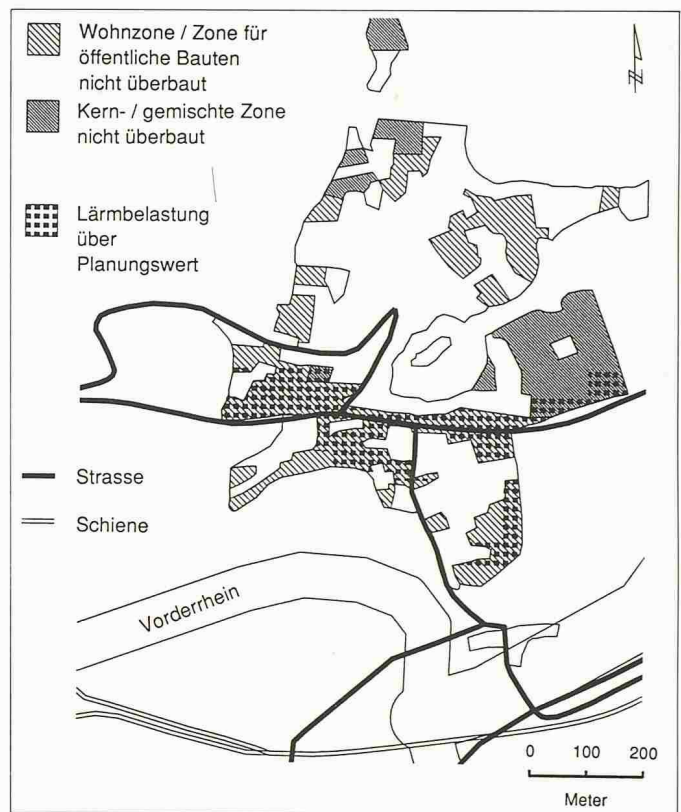 Wohnzone / Zone für
öffentliche Bauten
nicht überbaut
Kern- / gemischte Zone
nicht überbaut
Lärmbelastung
über
Planungswert
N
Strasse
Schiene
Vorderrhein
0 100 200
Meter